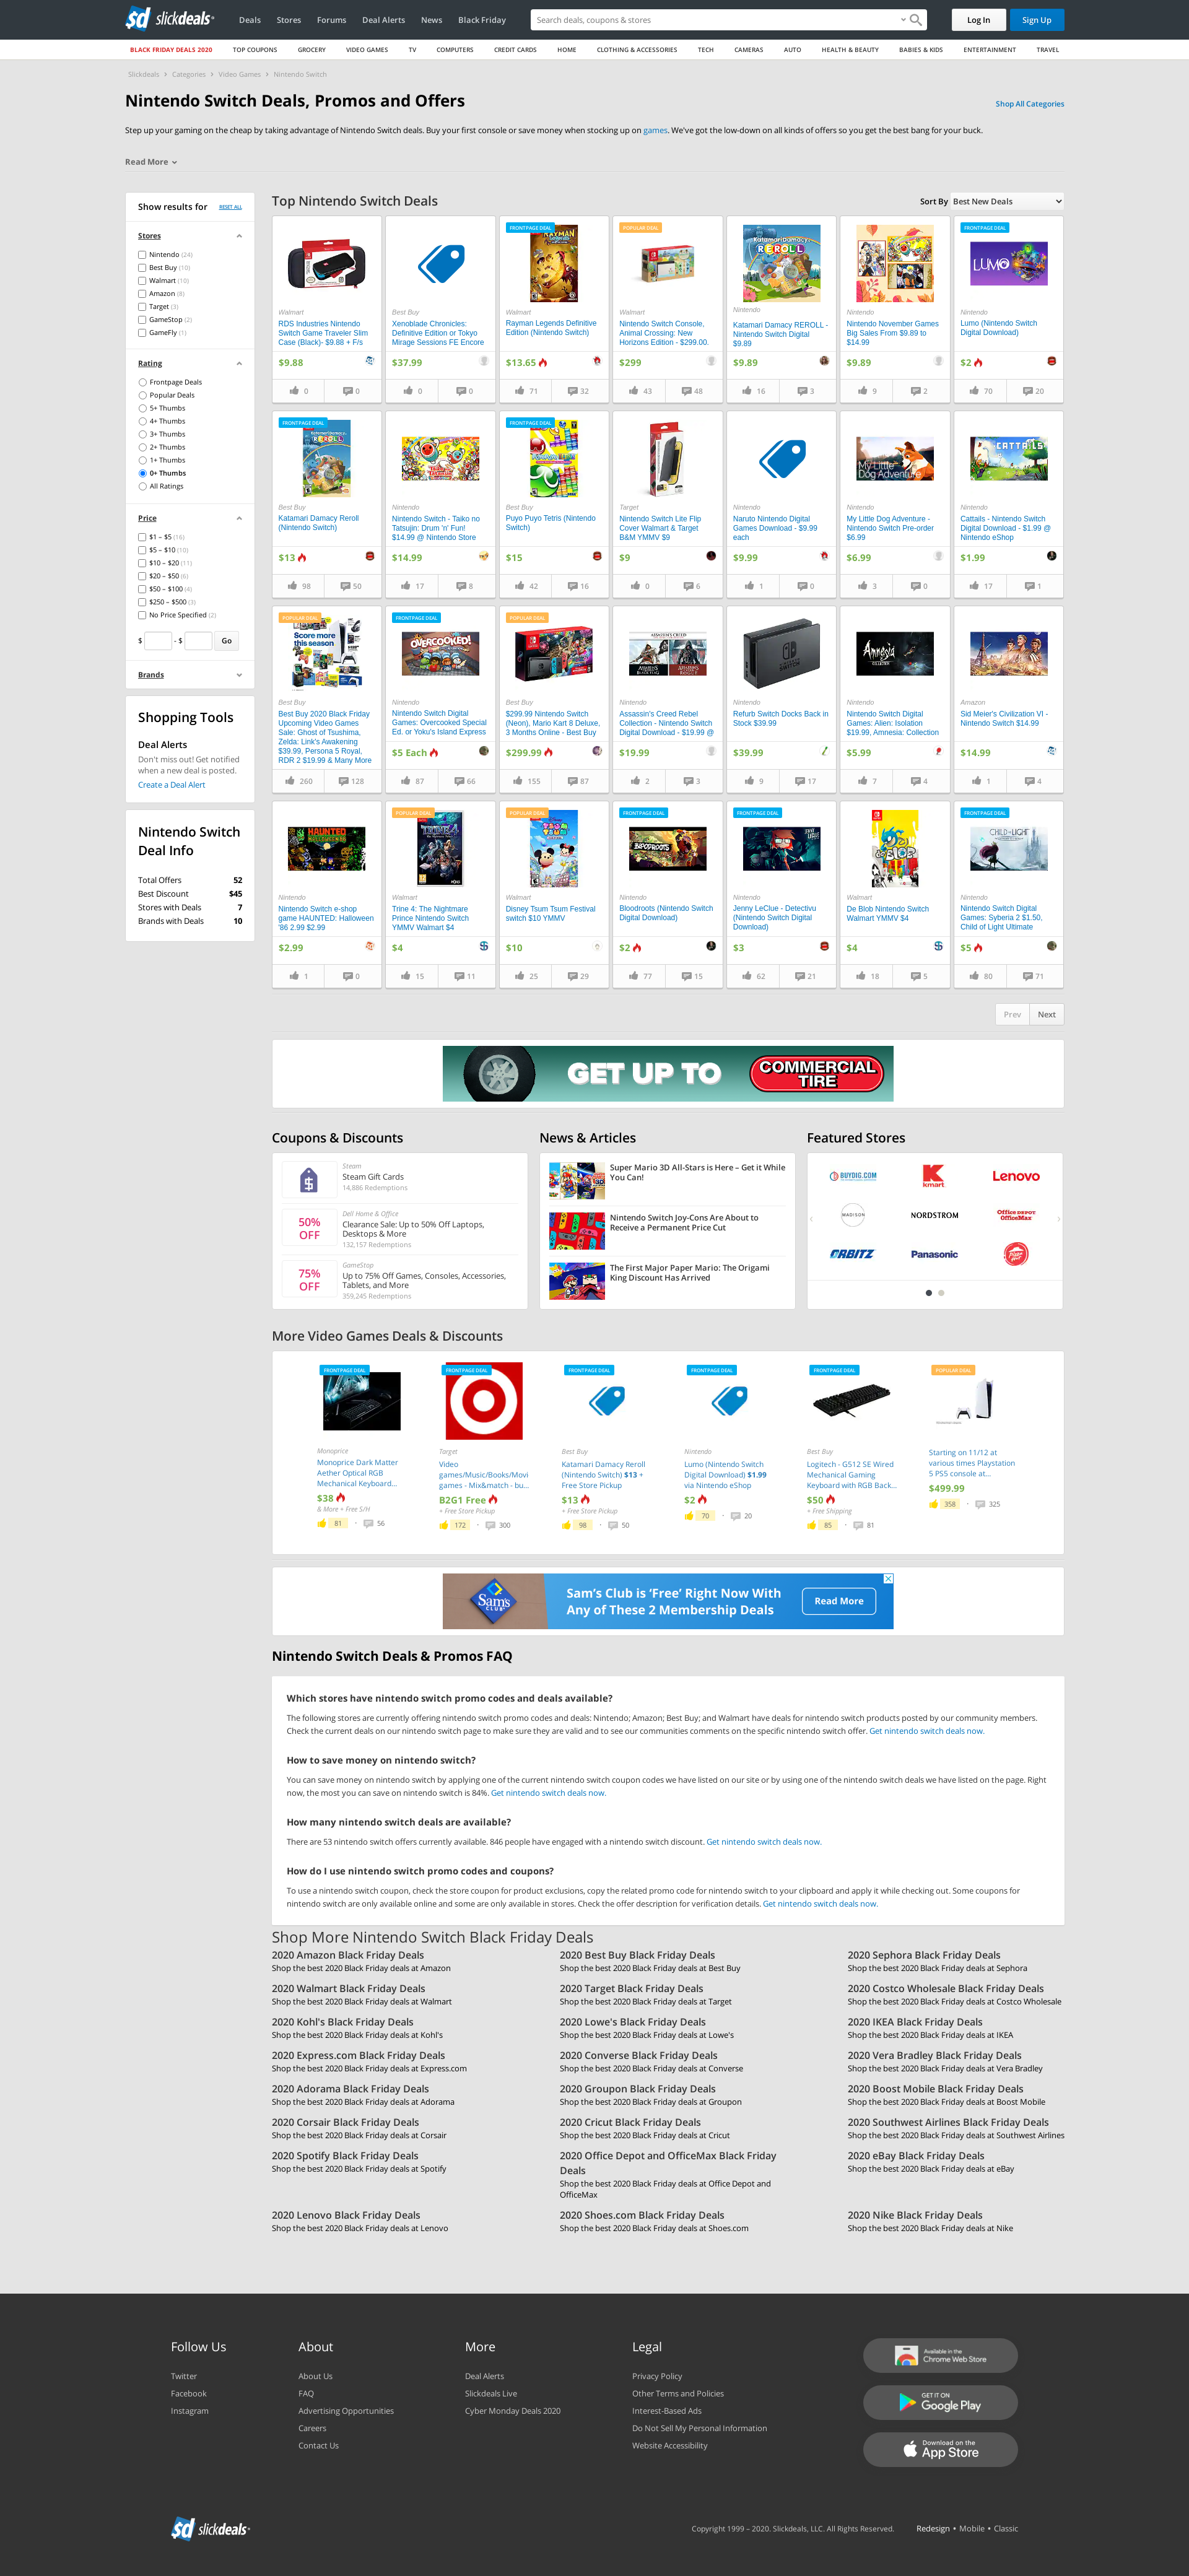 slickdeals
Deals Stores Forums Deal Alerts News Black Friday
Search deals, coupons & stores
Log In Sign Up
BLACK FRIDAY DEALS 2020 TOP COUPONS GROCERY VIDEO GAMES TV COMPUTERS CREDIT CARDS HOME CLOTHING & ACCESSORIES TECH CAMERAS AUTO HEALTH & BEAUTY BABIES & KIDS ENTERTAINMENT TRAVEL
Slickdeals > Categories > Video Games > Nintendo Switch
Nintendo Switch Deals, Promos and Offers
Shop All Categories
Step up your gaming on the cheap by taking advantage of Nintendo Switch deals. Buy your first console or save money when stocking up on games. We've got the low-down on all kinds of offers so you get the best bang for your buck.
Read More
Show results for
RESET ALL
Stores
Nintendo (24)
Best Buy (10)
Walmart (10)
Amazon (8)
Target (3)
GameStop (2)
GameFly (1)
Rating
Frontpage Deals
Popular Deals
5+ Thumbs
4+ Thumbs
3+ Thumbs
2+ Thumbs
1+ Thumbs
0+ Thumbs
All Ratings
Price
$1 – $5 (16)
$5 – $10 (10)
$10 – $20 (11)
$20 – $50 (6)
$50 – $100 (4)
$250 – $500 (3)
No Price Specified (2)
$ - $ Go
Brands
Shopping Tools
Deal Alerts
Don't miss out! Get notified
when a new deal is posted.
Create a Deal Alert
Nintendo Switch
Deal Info
Total Offers 52
Best Discount $45
Stores with Deals 7
Brands with Deals 10
Top Nintendo Switch Deals
Sort By Best New Deals
Walmart
RDS Industries Nintendo
Switch Game Traveler Slim
Case (Black)- $9.88 + F/s
$9.88
0 0
Best Buy
Xenoblade Chronicles:
Definitive Edition or Tokyo
Mirage Sessions FE Encore
$37.99
0 0
FRONTPAGE DEAL
Walmart
Rayman Legends Definitive
Edition (Nintendo Switch)
$13.65
71 32
POPULAR DEAL
Walmart
Nintendo Switch Console,
Animal Crossing: New
Horizons Edition - $299.00.
$299
43 48
Nintendo
Katamari Damacy REROLL -
Nintendo Switch Digital
$9.89
$9.89
16 3
Nintendo
Nintendo November Games
Big Sales From $9.89 to
$14.99
$9.89
9 2
FRONTPAGE DEAL
LUMO
Nintendo
Lumo (Nintendo Switch
Digital Download)
$2
70 20
FRONTPAGE DEAL
Best Buy
Katamari Damacy Reroll
(Nintendo Switch)
$13
98 50
Nintendo
Nintendo Switch - Taiko no
Tatsujin: Drum 'n' Fun!
$14.99 @ Nintendo Store
$14.99
17 8
FRONTPAGE DEAL
Best Buy
Puyo Puyo Tetris (Nintendo
Switch)
$15
42 16
Target
Nintendo Switch Lite Flip
Cover Walmart & Target
B&M YMMV $9
$9
0 6
Nintendo
Naruto Nintendo Digital
Games Download - $9.99
each
$9.99
1 0
My Little Dog Adventure
Nintendo
My Little Dog Adventure -
Nintendo Switch Pre-order
$6.99
$6.99
3 0
CATTAILS
Nintendo
Cattails - Nintendo Switch
Digital Download - $1.99 @
Nintendo eShop
$1.99
17 1
POPULAR DEAL
Score more
this season
Best Buy
Best Buy 2020 Black Friday
Upcoming Video Games
Sale: Ghost of Tsushima,
Zelda: Link's Awakening
$39.99, Persona 5 Royal,
RDR 2 $19.99 & Many More
260 128
FRONTPAGE DEAL
OVERCOOKED!
Nintendo
Nintendo Switch Digital
Games: Overcooked Special
Ed. or Yoku's Island Express
$5 Each
87 66
POPULAR DEAL
Best Buy
$299.99 Nintendo Switch
(Neon), Mario Kart 8 Deluxe,
3 Months Online - Best Buy
$299.99
155 87
Nintendo
Assassin's Creed Rebel
Collection - Nintendo Switch
Digital Download - $19.99 @
$19.99
2 3
Nintendo
Refurb Switch Docks Back in
Stock $39.99
$39.99
9 17
Amnesia
COLLECTION
Nintendo
Nintendo Switch Digital
Games: Alien: Isolation
$19.99, Amnesia: Collection
$5.99
7 4
Amazon
Sid Meier's Civilization VI -
Nintendo Switch $14.99
$14.99
1 4
HAUNTED
Nintendo
Nintendo Switch e-shop
game HAUNTED: Halloween
'86 2.99 $2.99
$2.99
1 0
POPULAR DEAL
TRINE 4
Walmart
Trine 4: The Nightmare
Prince Nintendo Switch
YMMV Walmart $4
$4
15 11
POPULAR DEAL
Walmart
Disney Tsum Tsum Festival
switch $10 YMMV
$10
25 29
FRONTPAGE DEAL
BLOODROOTS
Nintendo
Bloodroots (Nintendo Switch
Digital Download)
$2
77 15
FRONTPAGE DEAL
Nintendo
Jenny LeClue - Detectivu
(Nintendo Switch Digital
Download)
$3
62 21
Walmart
De Blob Nintendo Switch
Walmart YMMV $4
$4
18 5
FRONTPAGE DEAL
CHILD OF LIGHT
Nintendo
Nintendo Switch Digital
Games: Syberia 2 $1.50,
Child of Light Ultimate
$5
80 71
Prev Next
GET UP TO COMMERCIAL TIRE
Coupons & Discounts
Steam
Steam Gift Cards
14,886 Redemptions
50% OFF
Dell Home & Office
Clearance Sale: Up to 50% Off Laptops,
Desktops & More
132,157 Redemptions
75% OFF
GameStop
Up to 75% Off Games, Consoles, Accessories,
Tablets, and More
359,245 Redemptions
News & Articles
Super Mario 3D All-Stars is Here – Get it While
You Can!
Nintendo Switch Joy-Cons Are About to
Receive a Permanent Price Cut
The First Major Paper Mario: The Origami
King Discount Has Arrived
Featured Stores
BUYDIG.COM kmart Lenovo
MADISON NORDSTROM Office DEPOT OfficeMax
ORBITZ Panasonic
More Video Games Deals & Discounts
FRONTPAGE DEAL
Monoprice
Monoprice Dark Matter
Aether Optical RGB
Mechanical Keyboard...
$38
& More + Free S/H
81 56
FRONTPAGE DEAL
Target
Video
games/Music/Books/Movi
games - Mix&match - bu...
B2G1 Free
+ Free Store Pickup
172 300
FRONTPAGE DEAL
Best Buy
Katamari Damacy Reroll
(Nintendo Switch) $13 +
Free Store Pickup
$13
+ Free Store Pickup
98 50
FRONTPAGE DEAL
Nintendo
Lumo (Nintendo Switch
Digital Download) $1.99
via Nintendo eShop
$2
70 20
FRONTPAGE DEAL
Best Buy
Logitech - G512 SE Wired
Mechanical Gaming
Keyboard with RGB Back...
$50
+ Free Shipping
85 81
POPULAR DEAL
Starting on 11/12 at
various times Playstation
5 PS5 console at...
$499.99
358 325
Sam's CLUB
Sam's Club is 'Free' Right Now With
Any of These 2 Membership Deals
Read More
Nintendo Switch Deals & Promos FAQ
Which stores have nintendo switch promo codes and deals available?
The following stores are currently offering nintendo switch promo codes and deals: Nintendo; Amazon; Best Buy; and Walmart have deals for nintendo switch products posted by our community members.
Check the current deals on our nintendo switch page to make sure they are valid and to see our communities comments on the specific nintendo switch offer. Get nintendo switch deals now.
How to save money on nintendo switch?
You can save money on nintendo switch by applying one of the current nintendo switch coupon codes we have listed on our site or by using one of the nintendo switch deals we have listed on the page. Right
now, the most you can save on nintendo switch is 84%. Get nintendo switch deals now.
How many nintendo switch deals are available?
There are 53 nintendo switch offers currently available. 846 people have engaged with a nintendo switch discount. Get nintendo switch deals now.
How do I use nintendo switch promo codes and coupons?
To use a nintendo switch coupon, check the store coupon for product exclusions, copy the related promo code for nintendo switch to your clipboard and apply it while checking out. Some coupons for
nintendo switch are only available online and some are only available in stores. Check the offer description for verification details. Get nintendo switch deals now.
Shop More Nintendo Switch Black Friday Deals
2020 Amazon Black Friday Deals
Shop the best 2020 Black Friday deals at Amazon
2020 Best Buy Black Friday Deals
Shop the best 2020 Black Friday deals at Best Buy
2020 Sephora Black Friday Deals
Shop the best 2020 Black Friday deals at Sephora
2020 Walmart Black Friday Deals
Shop the best 2020 Black Friday deals at Walmart
2020 Target Black Friday Deals
Shop the best 2020 Black Friday deals at Target
2020 Costco Wholesale Black Friday Deals
Shop the best 2020 Black Friday deals at Costco Wholesale
2020 Kohl's Black Friday Deals
Shop the best 2020 Black Friday deals at Kohl's
2020 Lowe's Black Friday Deals
Shop the best 2020 Black Friday deals at Lowe's
2020 IKEA Black Friday Deals
Shop the best 2020 Black Friday deals at IKEA
2020 Express.com Black Friday Deals
Shop the best 2020 Black Friday deals at Express.com
2020 Converse Black Friday Deals
Shop the best 2020 Black Friday deals at Converse
2020 Vera Bradley Black Friday Deals
Shop the best 2020 Black Friday deals at Vera Bradley
2020 Adorama Black Friday Deals
Shop the best 2020 Black Friday deals at Adorama
2020 Groupon Black Friday Deals
Shop the best 2020 Black Friday deals at Groupon
2020 Boost Mobile Black Friday Deals
Shop the best 2020 Black Friday deals at Boost Mobile
2020 Corsair Black Friday Deals
Shop the best 2020 Black Friday deals at Corsair
2020 Cricut Black Friday Deals
Shop the best 2020 Black Friday deals at Cricut
2020 Southwest Airlines Black Friday Deals
Shop the best 2020 Black Friday deals at Southwest Airlines
2020 Spotify Black Friday Deals
Shop the best 2020 Black Friday deals at Spotify
2020 Office Depot and OfficeMax Black Friday
Deals
Shop the best 2020 Black Friday deals at Office Depot and
OfficeMax
2020 eBay Black Friday Deals
Shop the best 2020 Black Friday deals at eBay
2020 Lenovo Black Friday Deals
Shop the best 2020 Black Friday deals at Lenovo
2020 Shoes.com Black Friday Deals
Shop the best 2020 Black Friday deals at Shoes.com
2020 Nike Black Friday Deals
Shop the best 2020 Black Friday deals at Nike
Follow Us
Twitter
Facebook
Instagram
About
About Us
FAQ
Advertising Opportunities
Careers
Contact Us
More
Deal Alerts
Slickdeals Live
Cyber Monday Deals 2020
Legal
Privacy Policy
Other Terms and Policies
Interest-Based Ads
Do Not Sell My Personal Information
Website Accessibility
Available in the
Chrome Web Store
GET IT ON
Google Play
Download on the
App Store
slickdeals
Copyright 1999 – 2020. Slickdeals, LLC. All Rights Reserved.
Redesign • Mobile • Classic